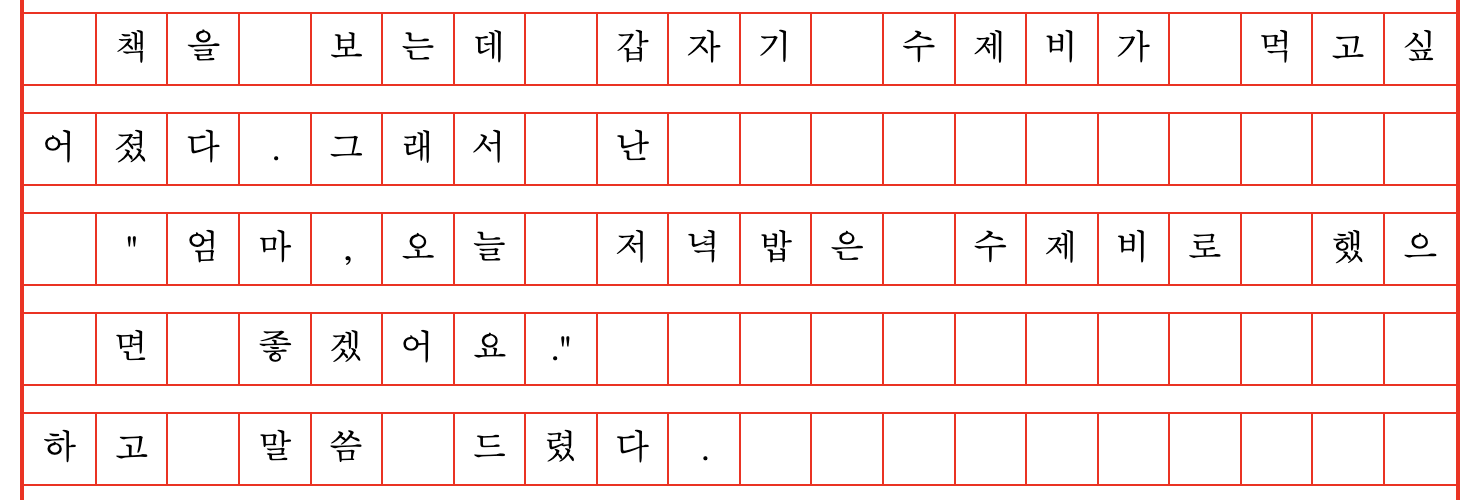 책을 보는데 갑자기 수제비가 먹고싶
어졌다. 그래서 난
"엄마, 오늘 저녁밥은 수제비로 했으
면 좋겠어요."
하고 말씀 드렸다.